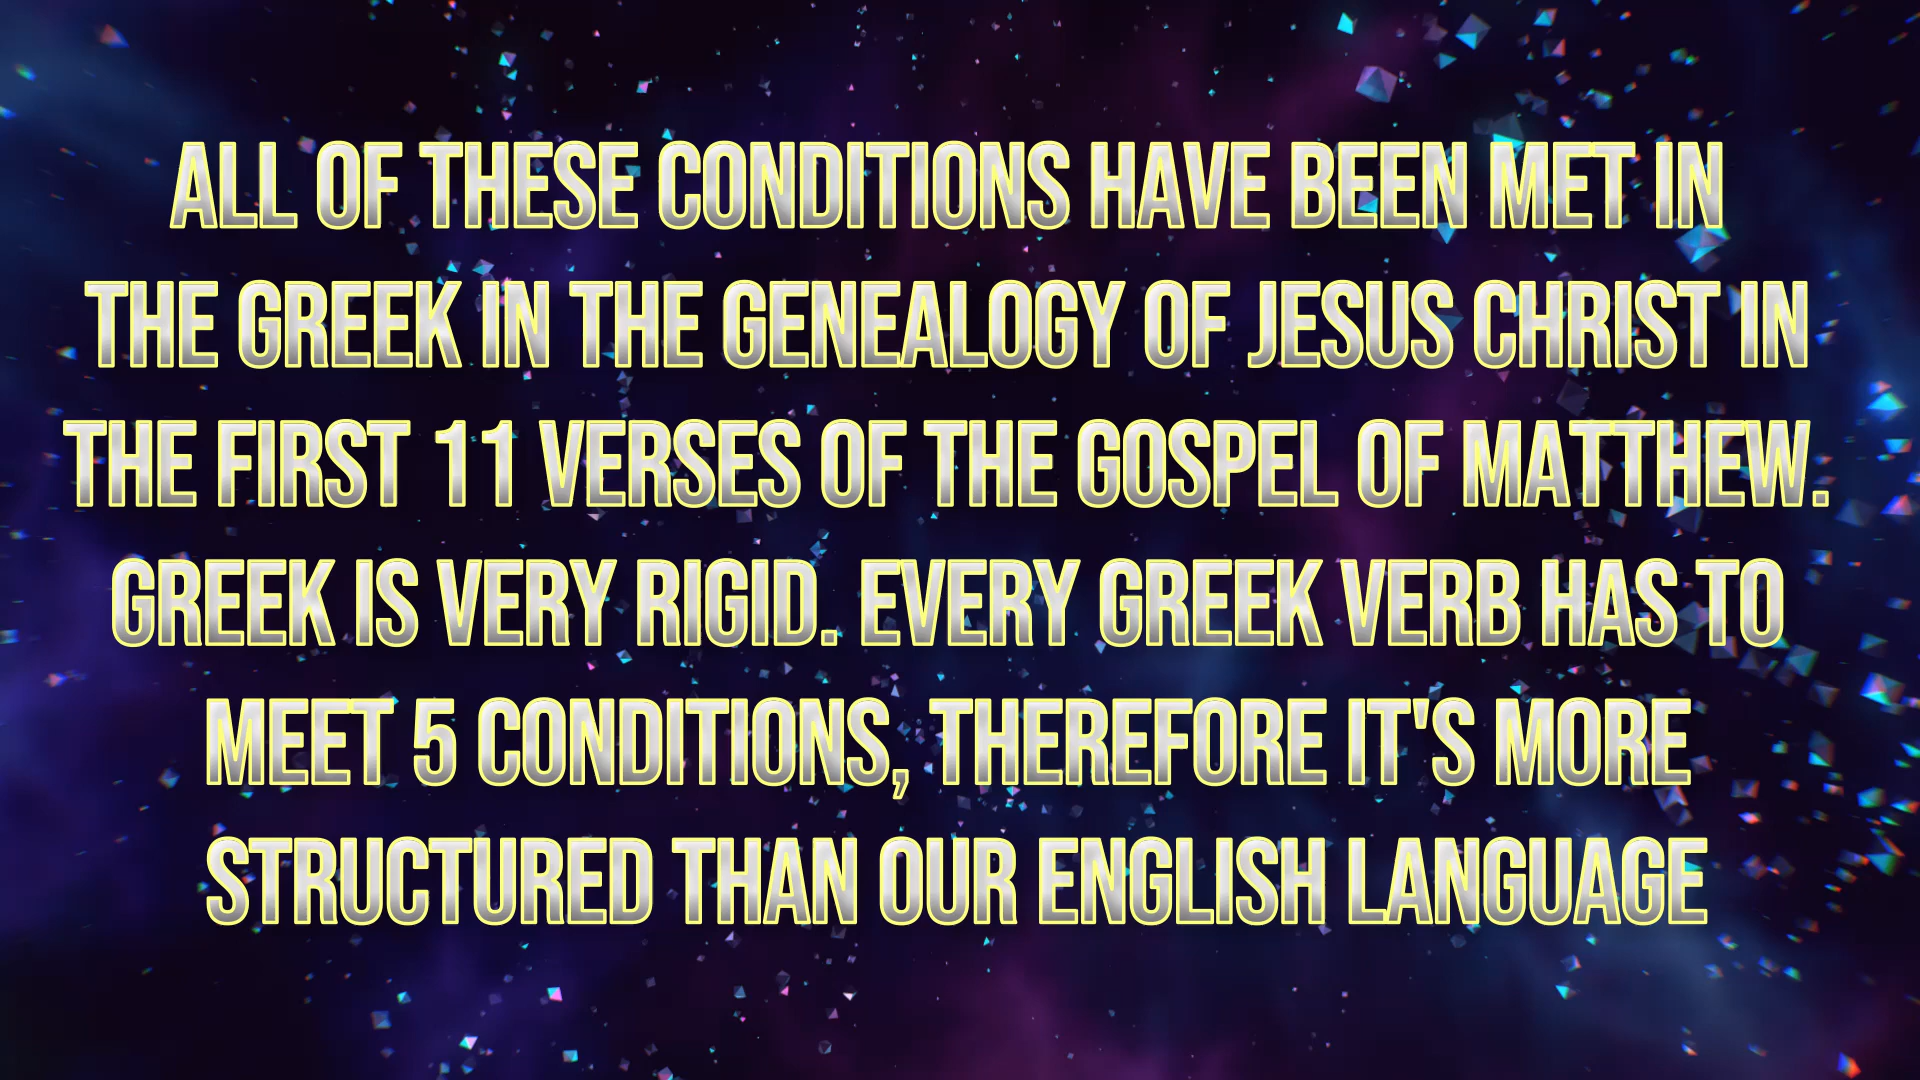 ALL OF THESE CONDITIONS HAVE BEEN MET IN
THE GREEK IN THE GENEALOGY OF JESUS CHRIST IN
THE FIRST 11 VERSES OF THE GOSPEL OF MATTHEW.
GREEK IS VERY RIGID. EVERY GREEK VERB HAS TO
MEET 5 CONDITIONS, THEREFORE IT'S MORE
STRUCTURED THAN OUR ENGLISH LANGUAGE